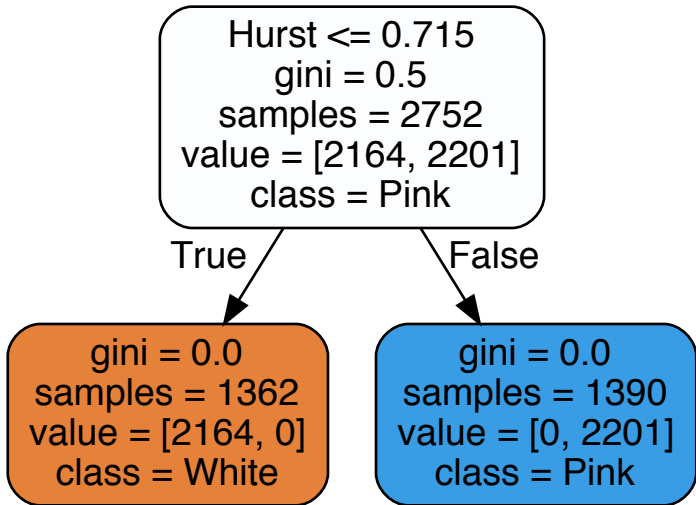 Hurst <= 0.715
gini = 0.5
samples = 2752
value = [2164, 2201]
class = Pink
True
False
gini = 0.0
samples = 1362
value = [2164, 0]
class = White
gini = 0.0
samples = 1390
value = [0, 2201]
class = Pink